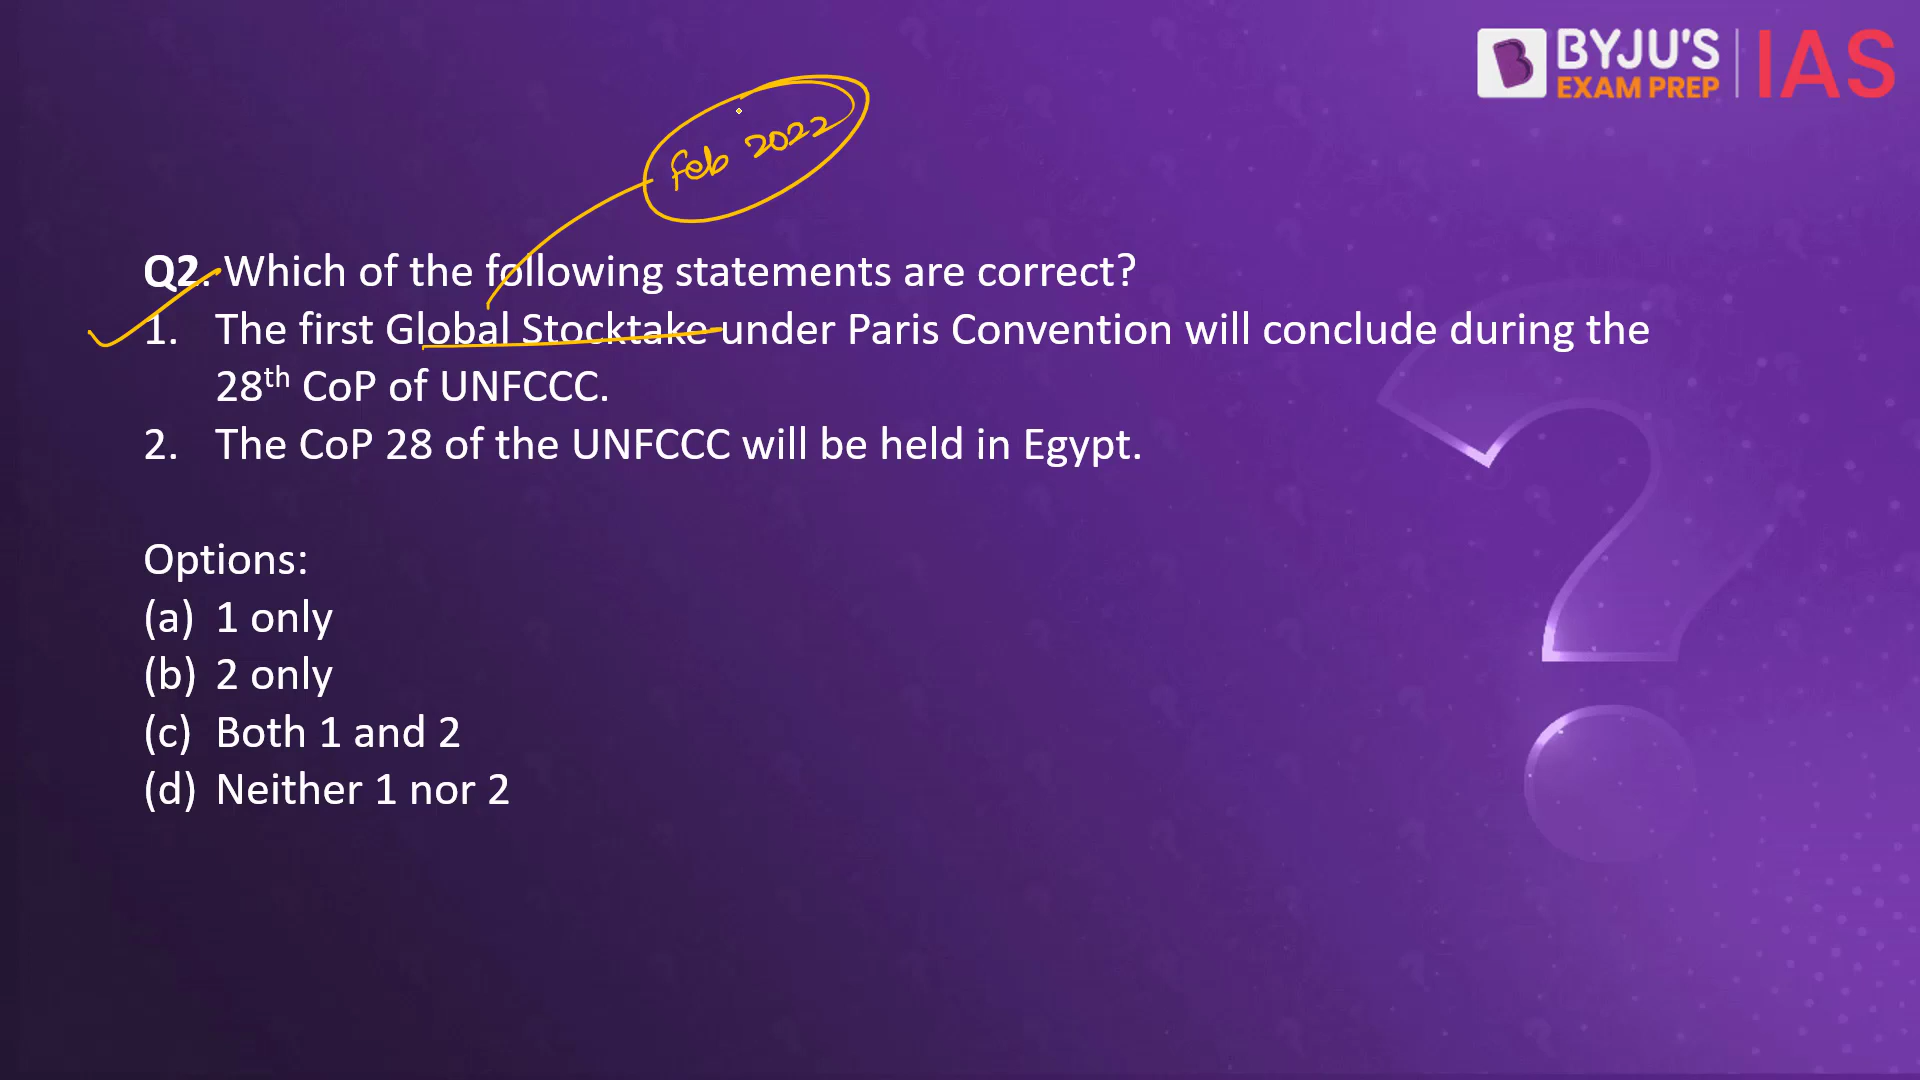 BYJU'S
EXAM PREP
IAS
Feb 2022
Q2. Which of the following statements are correct?
1. The first Global Stocktake under Paris Convention will conclude during the
28th CoP of UNFCCC.
2. The CoP 28 of the UNFCCC will be held in Egypt.
Options:
(a) 1 only
(b) 2 only
(c) Both 1 and 2
(d) Neither 1 nor 2